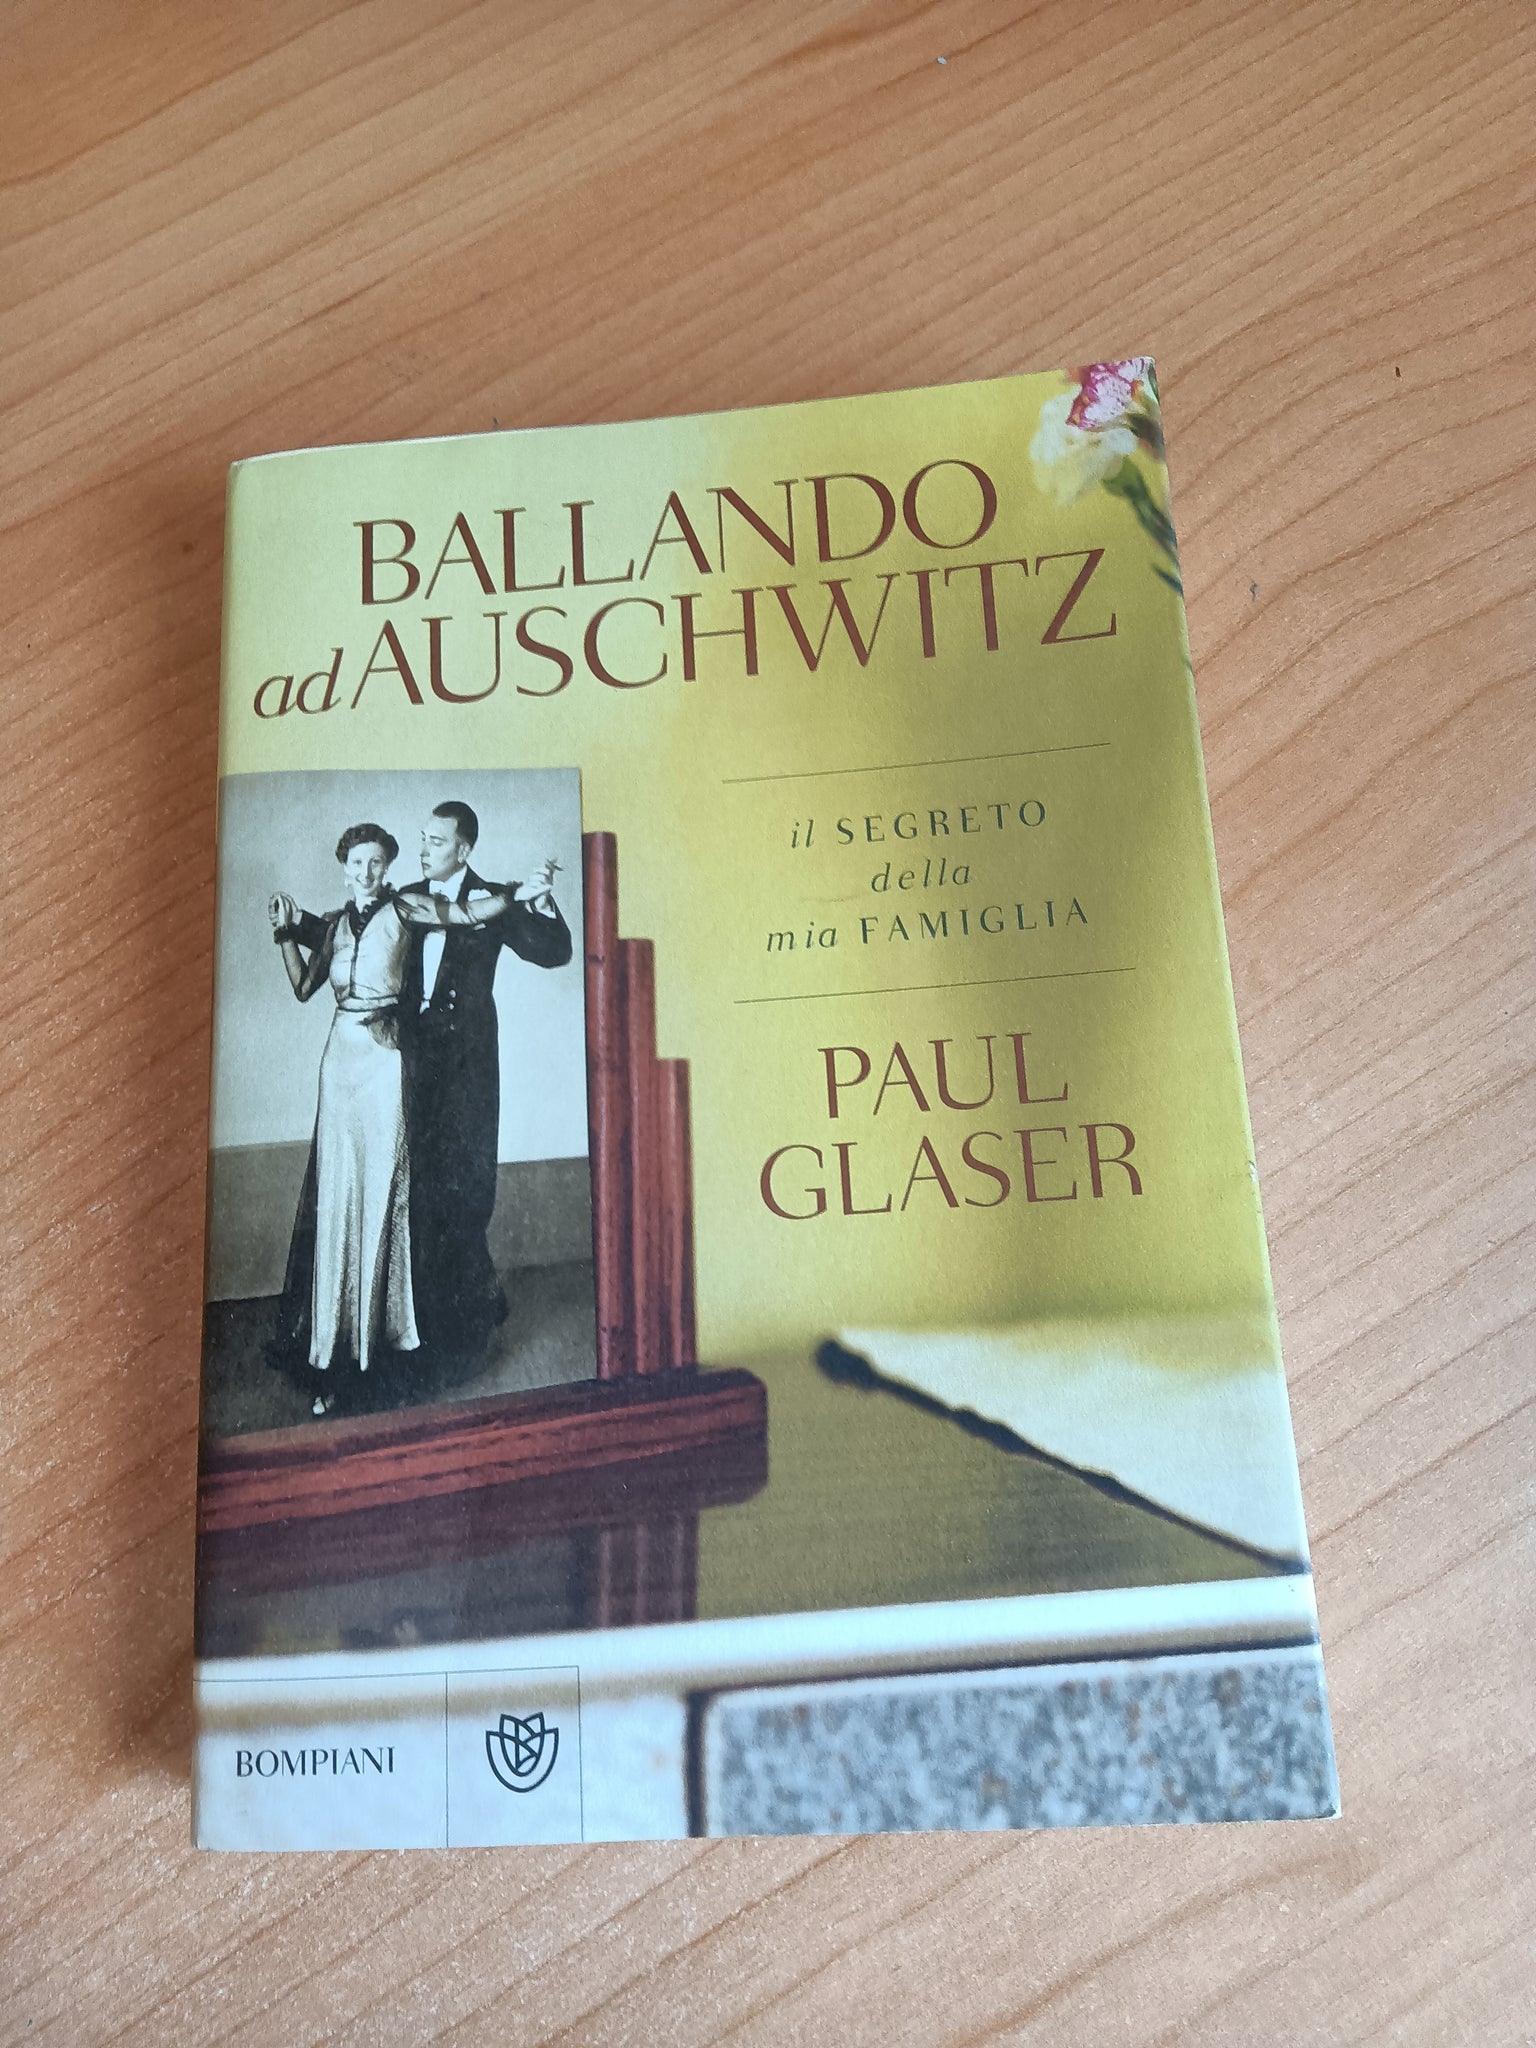 BALLANDO
ad AUSCHWITZ
il SEGRETO
della
mia FAMIGLIA
PAUL
GLASER
BOMPIANI